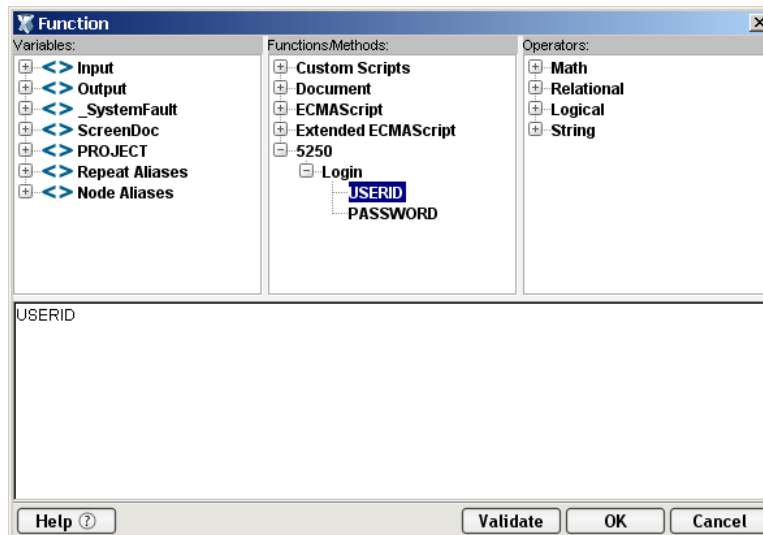 Function
Variables:
Input
Output
_SystemFault
ScreenDoc
PROJECT
Repeat Aliases
Node Aliases
Functions/Methods:
Custom Scripts
Document
ECMAScript
Extended ECMAScript
5250
Login
USERID
PASSWORD
Operators:
Math
Relational
Logical
String
USERID
Help ?
Validate
OK
Cancel